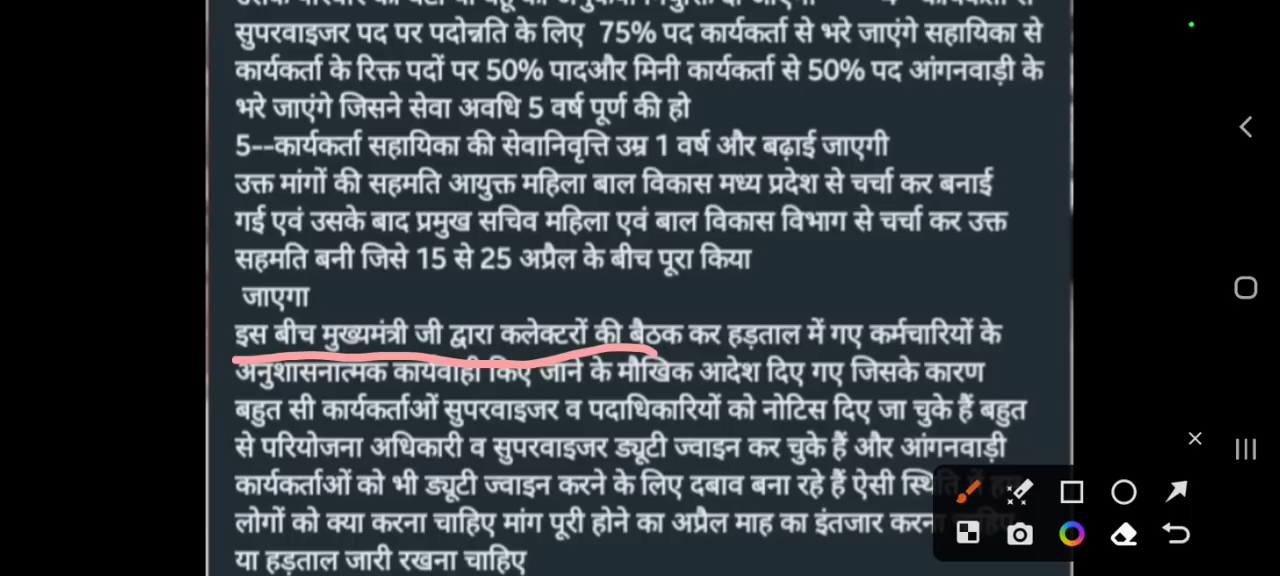 सुपरवाइजर पद पर पदोन्नति के लिए 75% पद कार्यकर्ता से भरे जाएंगे सहायिका से
कार्यकर्ता के रिक्त पदों पर 50% पादऔर मिनी कार्यकर्ता से 50% पद आंगनवाड़ी के
भरे जाएंगे जिसने सेवा अवधि 5 वर्ष पूर्ण की हो
5--कार्यकर्ता सहायिका की सेवानिवृत्ति उम्र 1 वर्ष और बढ़ाई जाएगी
उक्त मांगों की सहमति आयुक्त महिला बाल विकास मध्य प्रदेश से चर्चा कर बनाई
गई एवं उसके बाद प्रमुख सचिव महिला एवं बाल विकास विभाग से चर्चा कर उक्त
सहमति बनी जिसे 15 से 25 अप्रैल के बीच पूरा किया
जाएगा
इस बीच मुख्यमंत्री जी द्वारा कलेक्टरों की बैठक कर हड़ताल में गए कर्मचारियों के
अनुशासनात्मक कार्यवाही किए जाने के मौखिक आदेश दिए गए जिसके कारण
बहुत सी कार्यकर्ताओं सुपरवाइजर व पदाधिकारियों को नोटिस दिए जा चुके हैं बहुत
से परियोजना अधिकारी व सुपरवाइजर ड्यूटी ज्वाइन कर चुके हैं और आंगनवाड़ी
कार्यकर्ताओं को भी ड्यूटी ज्वाइन करने के लिए दबाव बना रहे हैं ऐसी
लोगों को क्या करना चाहिए मांग पूरी होने का अप्रैल माह का इंतजार करना
या हड़ताल जारी रखना चाहिए